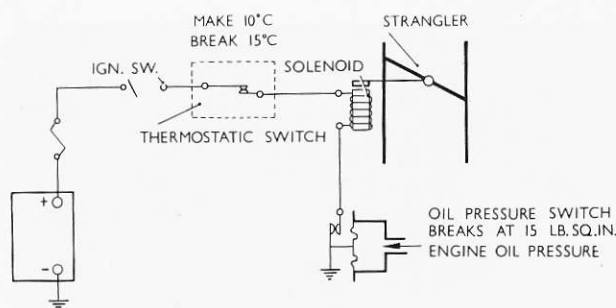 MAKE 10°C
BREAK 15°C
STRANGLER
IGN. SW.
SOLENOID
THERMOSTATIC SWITCH
+
-
OIL PRESSURE SWITCH
BREAKS AT 15 LB.SQ.IN.
ENGINE OIL PRESSURE